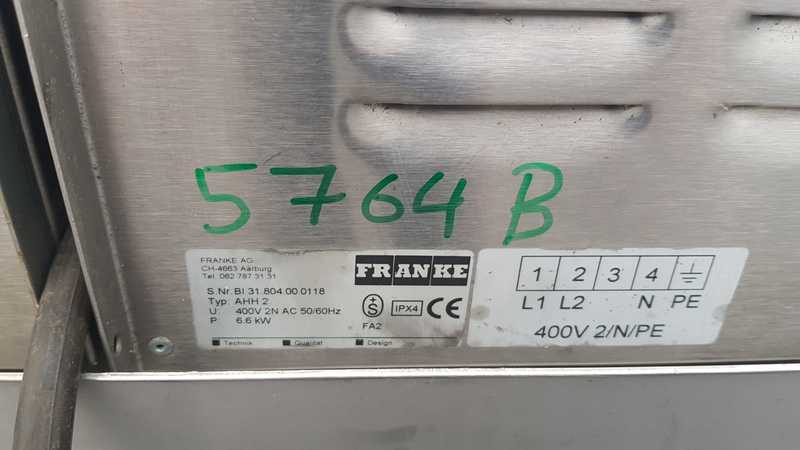 5764 B
FRANKE AG
CH-4663 Aarburg
Tel. 062 787 31 31
S.Nr.BI.31.804.00.0118
Typ: AHH 2
U: 400V 2N AC 50/60Hz
P: 6.6 kW
FRANKE
S
IPX4
CE
FA2
Technik Qualität Design
1 2 3 4
L1 L2 N PE
400V 2/N/PE